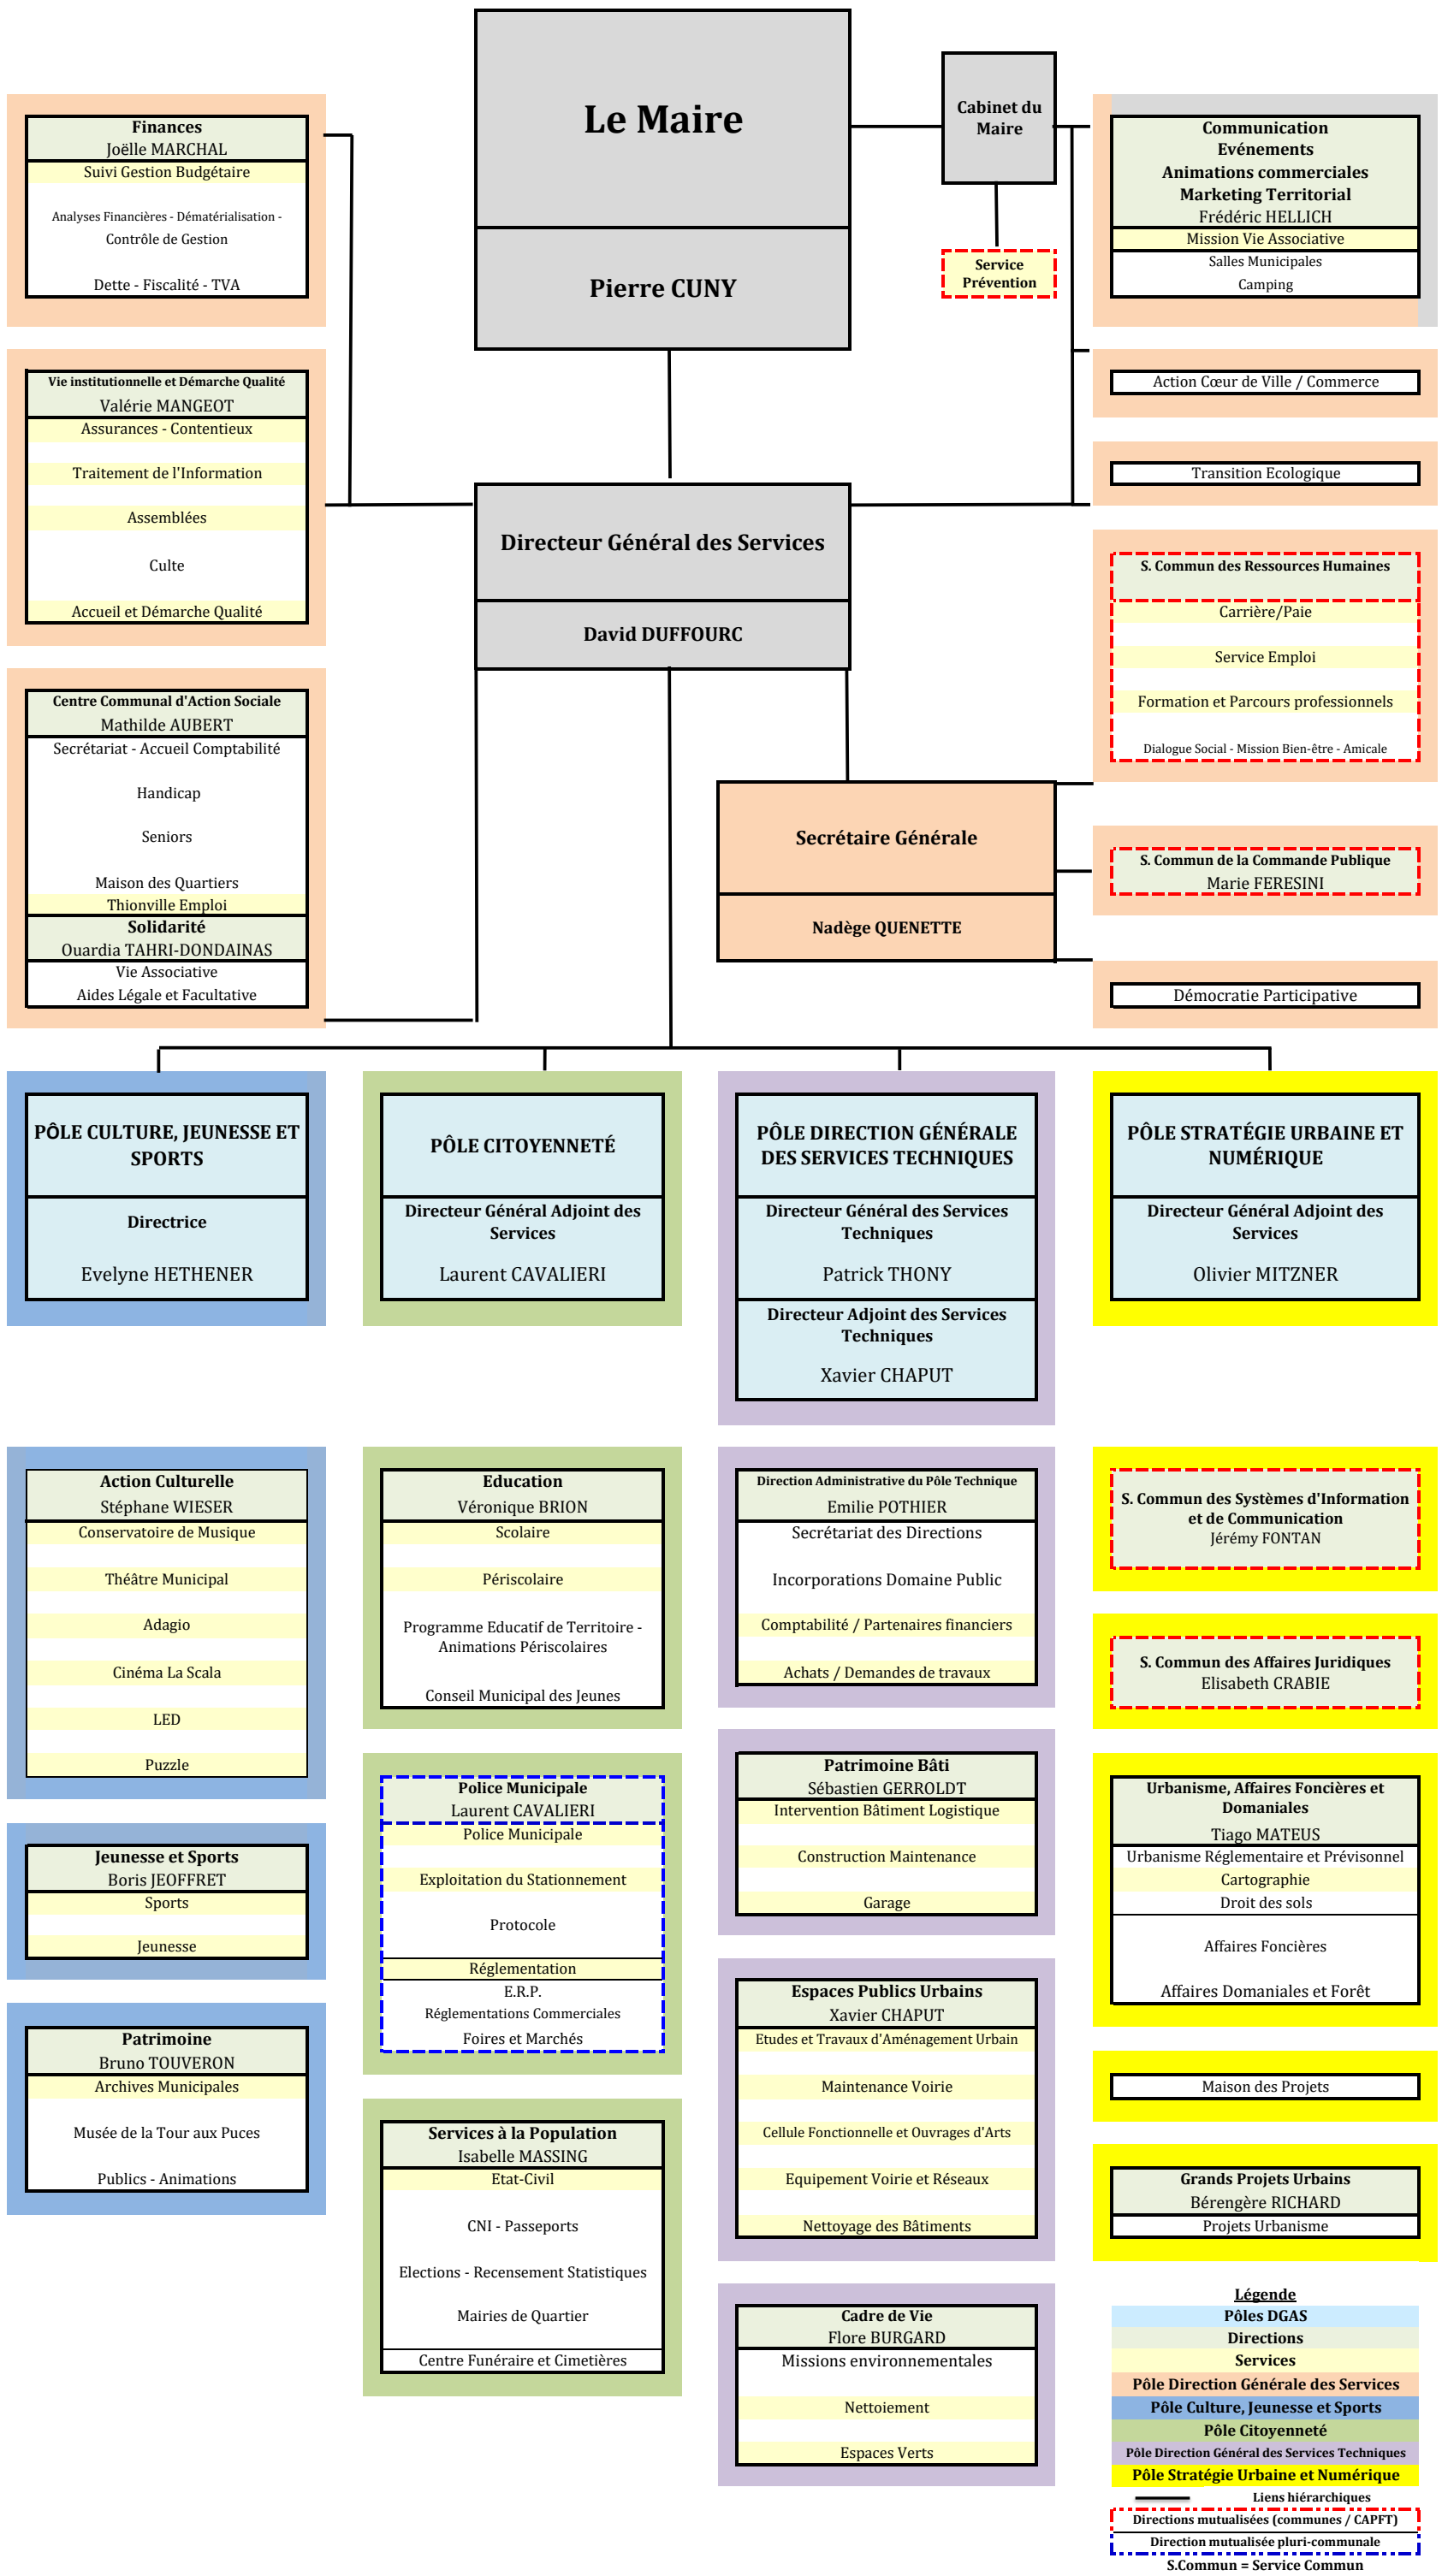 Le Maire
Pierre CUNY
Cabinet du
Maire
Service
Prévention
Finances
Joëlle MARCHAL
Suivi Gestion Budgétaire
Analyses Financières - Dématérialisation -
Contrôle de Gestion
Dette - Fiscalité - TVA
Communication
Evénements
Animations commerciales
Marketing Territorial
Frédéric HELLICH
Mission Vie Associative
Salles Municipales
Camping
Vie institutionnelle et Démarche Qualité
Valérie MANGEOT
Assurances - Contentieux
Traitement de l'Information
Assemblées
Culte
Accueil et Démarche Qualité
Action Cœur de Ville / Commerce
Transition Ecologique
Directeur Général des Services
David DUFFOURC
S. Commun des Ressources Humaines
Carrière/Paie
Service Emploi
Formation et Parcours professionnels
Dialogue Social - Mission Bien-être - Amicale
Centre Communal d'Action Sociale
Mathilde AUBERT
Secrétariat - Accueil Comptabilité
Handicap
Seniors
Maison des Quartiers
Thionville Emploi
Solidarité
Ouardia TAHRI-DONDAINAS
Vie Associative
Aides Légale et Facultative
Secrétaire Générale
Nadège QUENETTE
S. Commun de la Commande Publique
Marie FERESINI
Démocratie Participative
PÔLE CULTURE, JEUNESSE ET
SPORTS
Directrice
Evelyne HETHENER
PÔLE CITOYENNETÉ
Directeur Général Adjoint des
Services
Laurent CAVALIERI
PÔLE DIRECTION GÉNÉRALE
DES SERVICES TECHNIQUES
Directeur Général des Services
Techniques
Patrick THONY
Directeur Adjoint des Services
Techniques
Xavier CHAPUT
PÔLE STRATÉGIE URBAINE ET
NUMÉRIQUE
Directeur Général Adjoint des
Services
Olivier MITZNER
Action Culturelle
Stéphane WIESER
Conservatoire de Musique
Théâtre Municipal
Adagio
Cinéma La Scala
LED
Puzzle
Jeunesse et Sports
Boris JEOFFRET
Sports
Jeunesse
Patrimoine
Bruno TOUVERON
Archives Municipales
Musée de la Tour aux Puces
Publics - Animations
Education
Véronique BRION
Scolaire
Périscolaire
Programme Educatif de Territoire -
Animations Périscolaires
Conseil Municipal des Jeunes
Police Municipale
Laurent CAVALIERI
Police Municipale
Exploitation du Stationnement
Protocole
Réglementation
E.R.P.
Réglementations Commerciales
Foires et Marchés
Services à la Population
Isabelle MASSING
Etat-Civil
CNI - Passeports
Elections - Recensement Statistiques
Mairies de Quartier
Centre Funéraire et Cimetières
Direction Administrative du Pôle Technique
Emilie POTHIER
Secrétariat des Directions
Incorporations Domaine Public
Comptabilité / Partenaires financiers
Achats / Demandes de travaux
Patrimoine Bâti
Sébastien GERROLDT
Intervention Bâtiment Logistique
Construction Maintenance
Garage
Espaces Publics Urbains
Xavier CHAPUT
Etudes et Travaux d'Aménagement Urbain
Maintenance Voirie
Cellule Fonctionnelle et Ouvrages d'Arts
Equipement Voirie et Réseaux
Nettoyage des Bâtiments
Cadre de Vie
Flore BURGARD
Missions environnementales
Nettoiement
Espaces Verts
S. Commun des Systèmes d'Information
et de Communication
Jérémy FONTAN
S. Commun des Affaires Juridiques
Elisabeth CRABIE
Urbanisme, Affaires Foncières et
Domaniales
Tiago MATEUS
Urbanisme Réglementaire et Prévisonnel
Cartographie
Droit des sols
Affaires Foncières
Affaires Domaniales et Forêt
Maison des Projets
Grands Projets Urbains
Bérengère RICHARD
Projets Urbanisme
Légende
Pôles DGAS
Directions
Services
Pôle Direction Générale des Services
Pôle Culture, Jeunesse et Sports
Pôle Citoyenneté
Pôle Direction Général des Services Techniques
Pôle Stratégie Urbaine et Numérique
Liens hiérarchiques
Directions mutualisées (communes / CAPFT)
Direction mutualisée pluri-communale
S.Commun = Service Commun